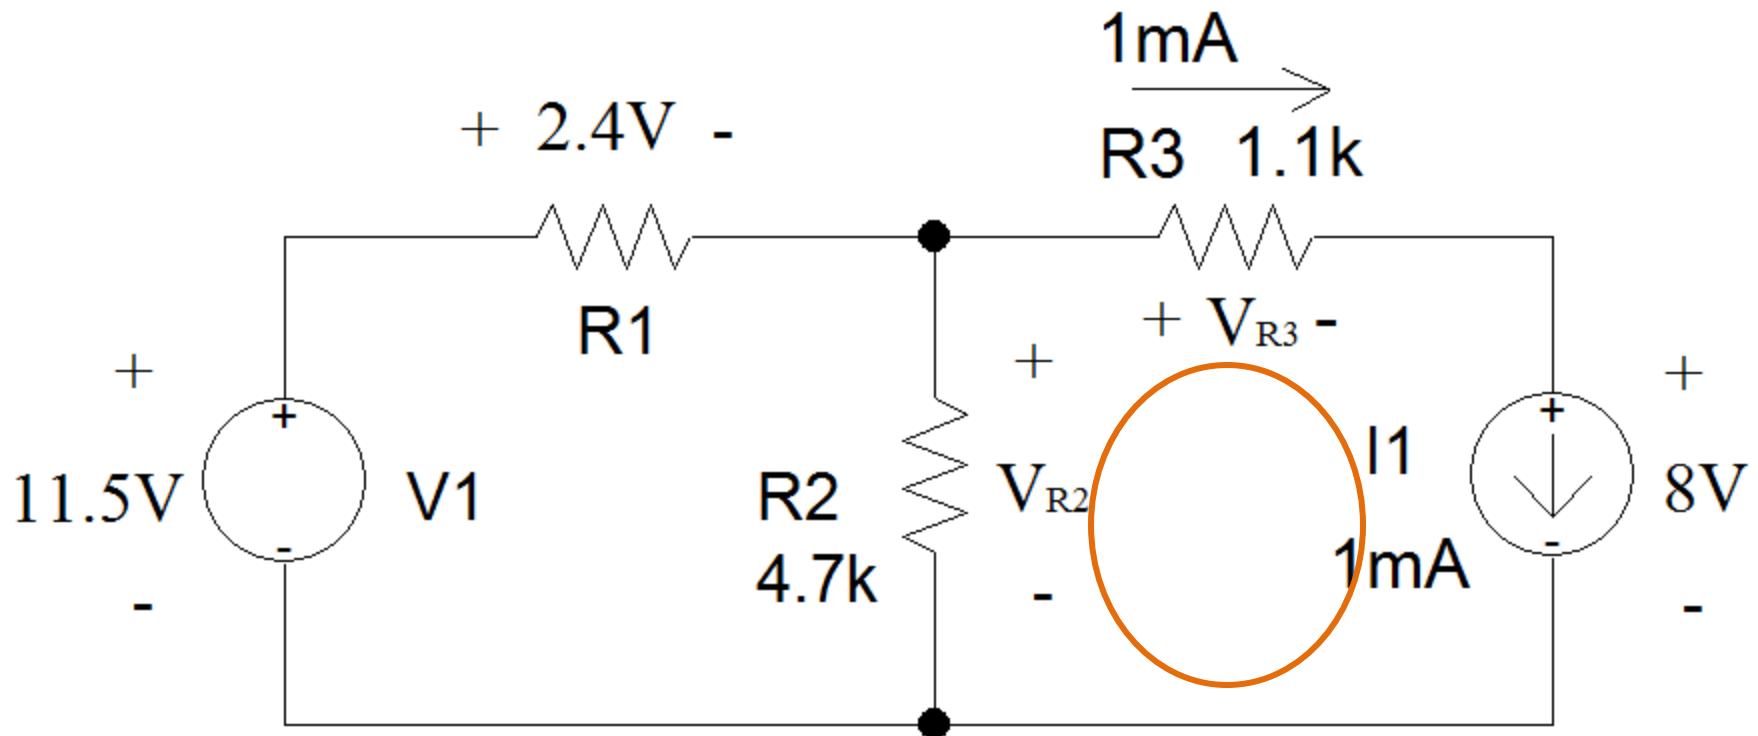 1mA
+ 2.4V -
R3 1.1k
R1
+ VR3 -
+
+
+
+
+
11.5V
V1
R2
VR2
I1
8V
4.7k
1mA
-
-
-
-
-